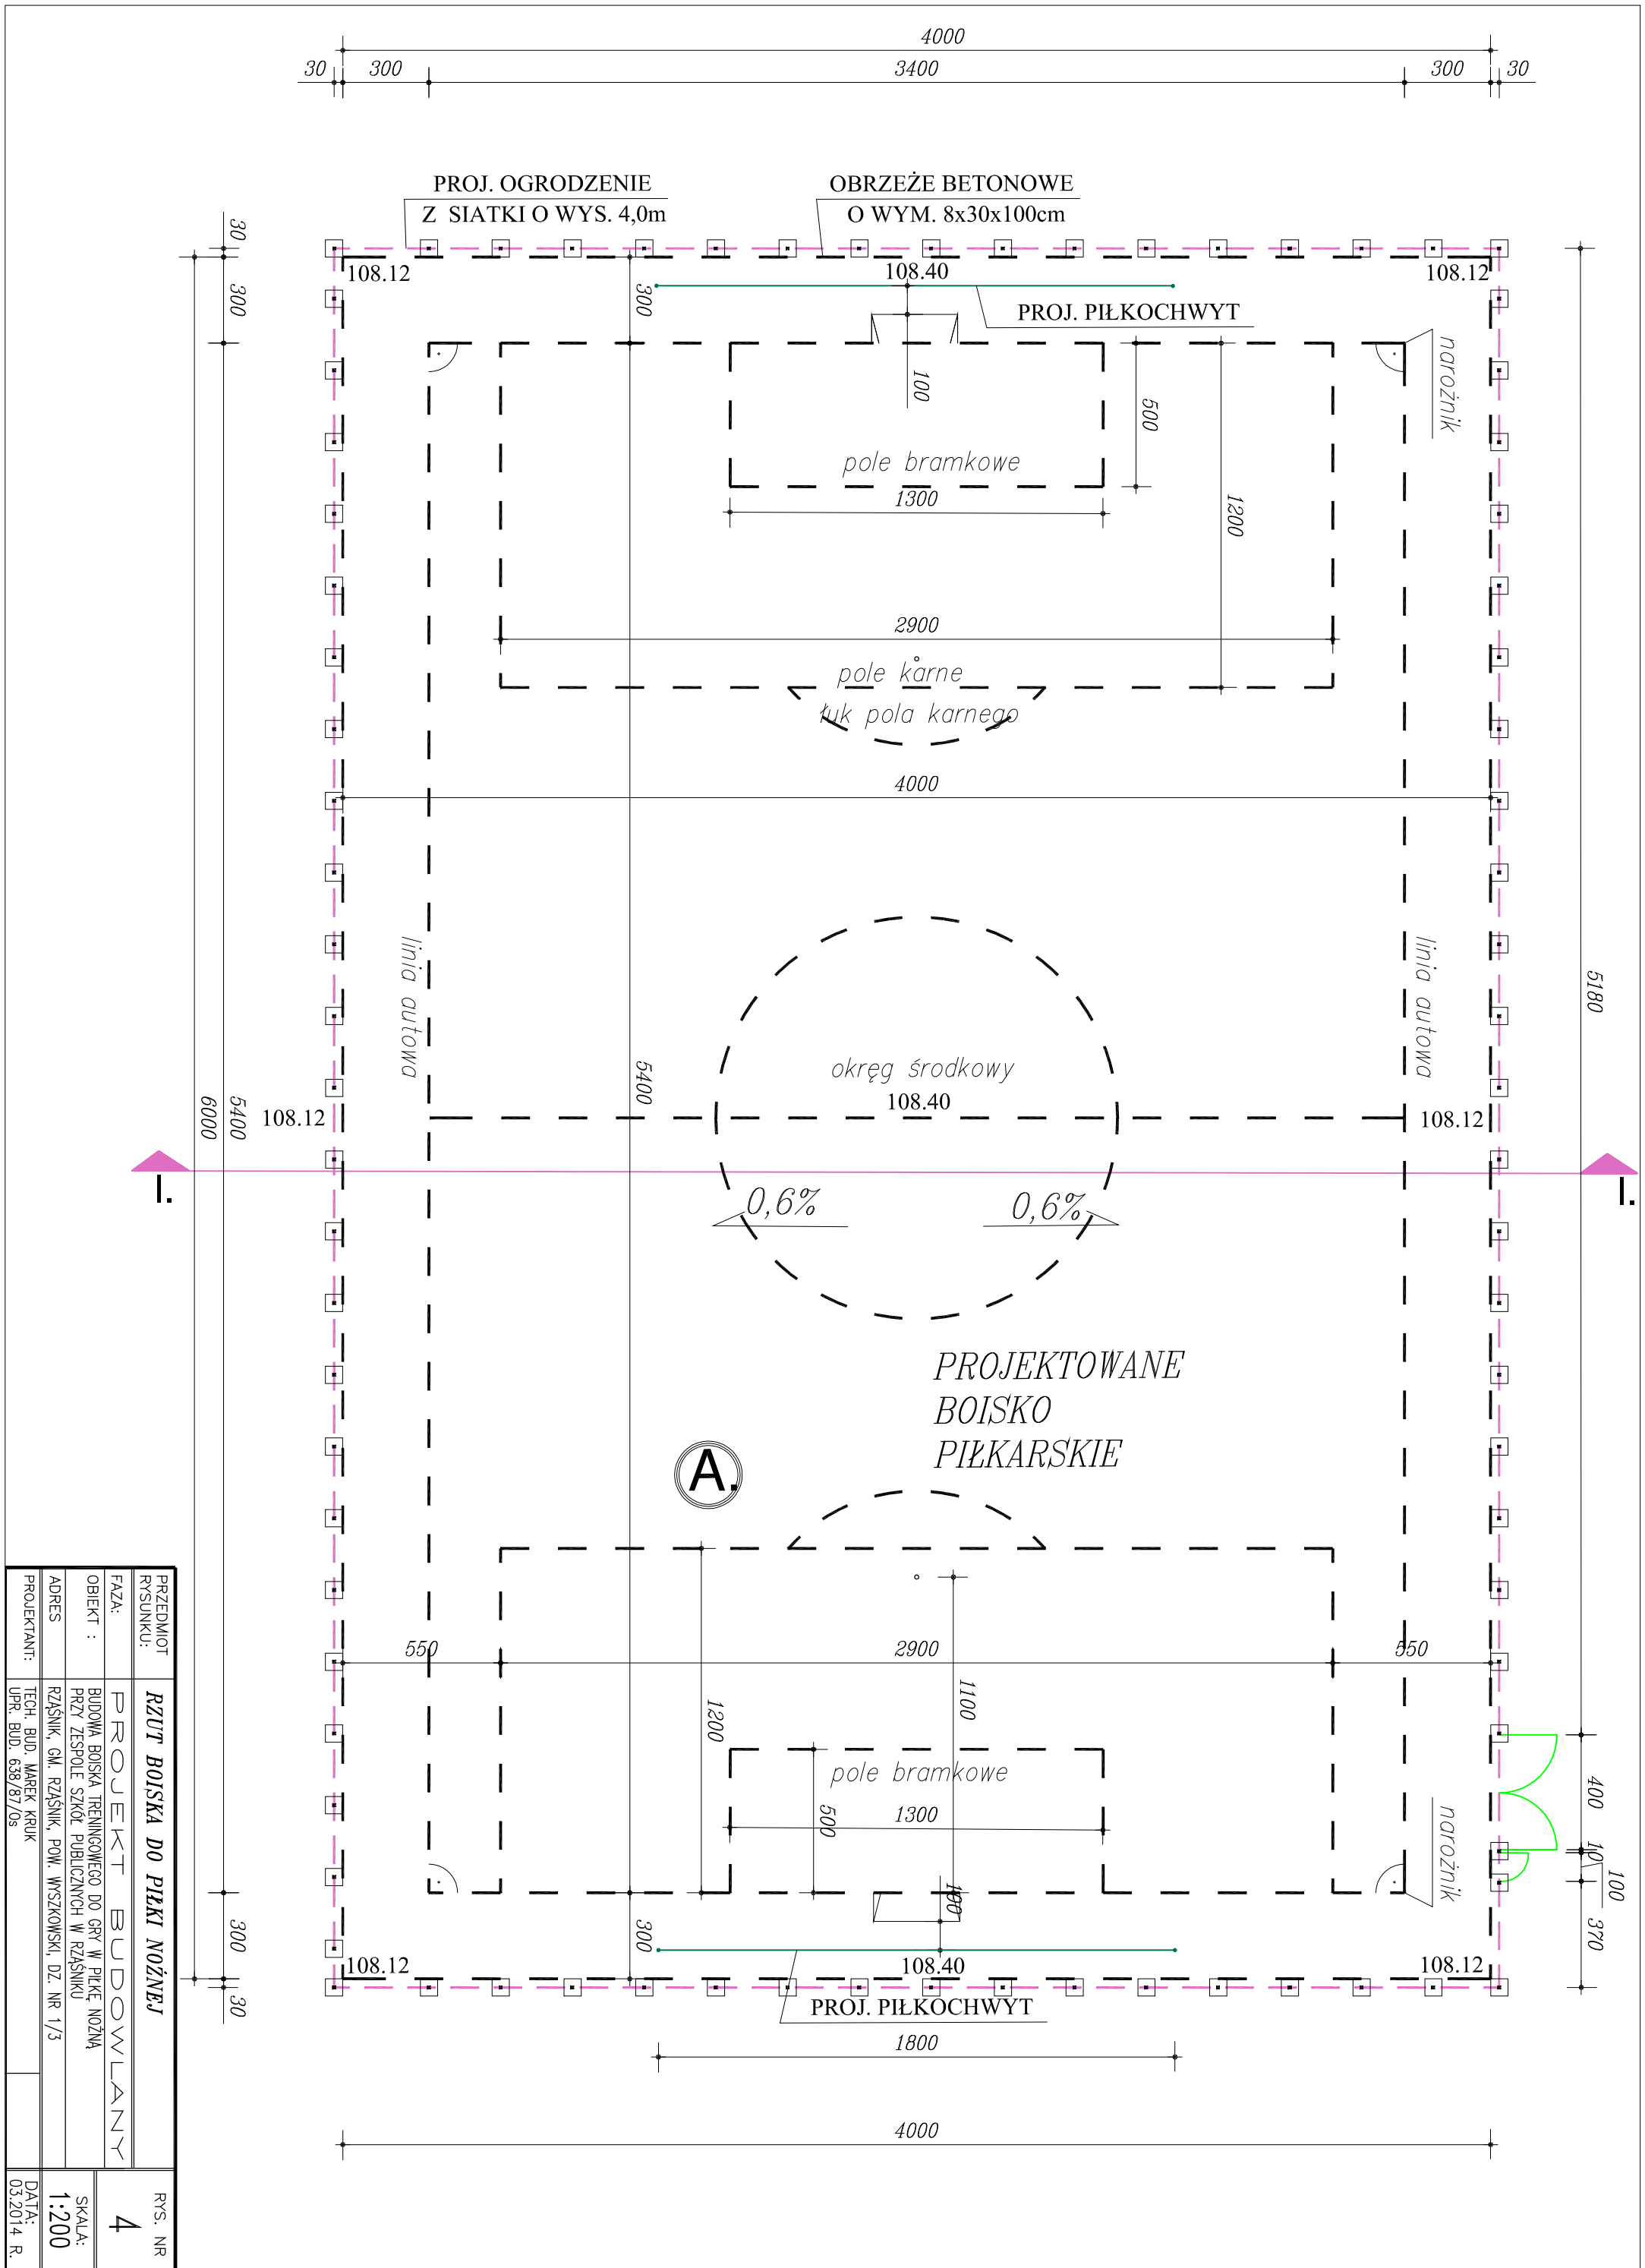 4000
30 300 3400 300 30
PROJ. OGRODZENIE
Z SIATKI O WYS. 4,0m
OBRZEŻE BETONOWE
O WYM. 8x30x100cm
30
108.12
108.40
108.12
300
300
PROJ. PIŁKOCHWYT
narożnik
100
500
pole bramkowe
1300
1200
2900
pole karne
łuk pola karnego
4000
linia autowa
linia autowa
5180
okręg środkowy
108.40
5400
5400
6000
108.12
108.12
I.
I.
0,6%
0,6%
PROJEKTOWANE
BOISKO
PIŁKARSKIE
A.
550
2900
550
1100
1200
pole bramkowe
1300
500
narożnik
400
10
100
370
100
300
300
30
108.12
108.40
108.12
PROJ. PIŁKOCHWYT
1800
4000
PRZEDMIOT
RYSUNKU:
RZUT BOISKA DO PIŁKI NOŻNEJ
RYS. NR
4
FAZA:
PROJEKT BUDOWLANY
OBIEKT :
BUDOWA BOISKA TRENINGOWEGO DO GRY W PIŁKĘ NOŻNĄ
PRZY ZESPOLE SZKÓŁ PUBLICZNYCH W RZĄŚNIKU
SKALA:
1:200
ADRES
RZĄŚNIK, GM. RZĄŚNIK, POW. WYSZKOWSKI, DZ. NR 1/3
PROJEKTANT:
TECH. BUD. MAREK KRUK
UPR. BUD. 638/87/Os
DATA:
03.2014 R.